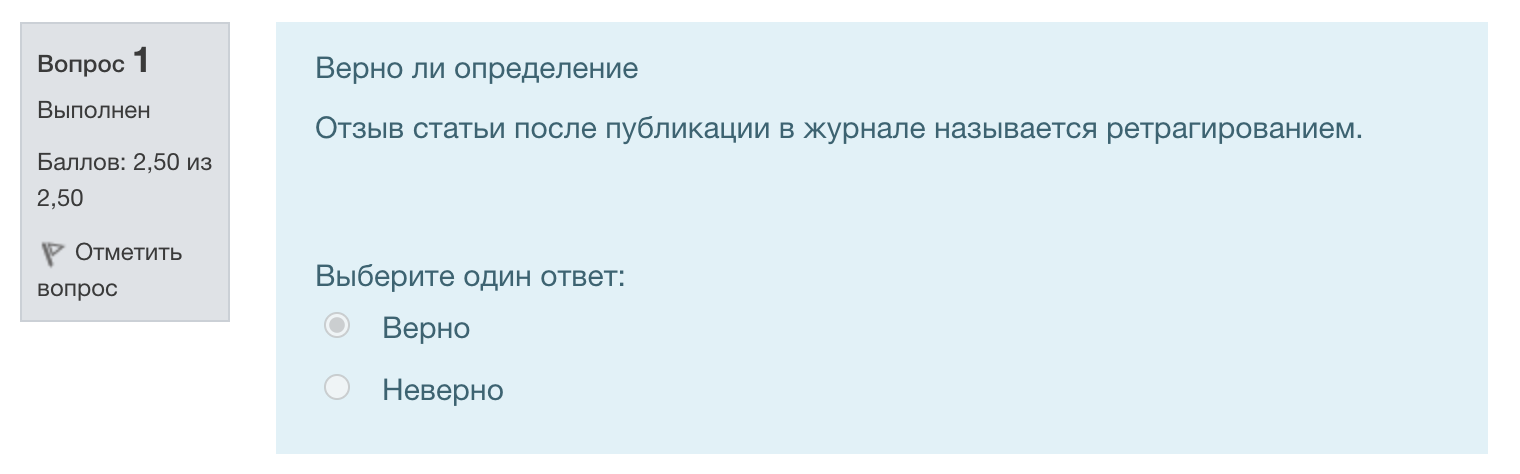 Вопрос 1
Выполнен
Баллов: 2,50 из
2,50
Отметить
вопрос
Верно ли определение
Отзыв статьи после публикации в журнале называется ретрагированием.
Выберите один ответ:
Верно
Неверно